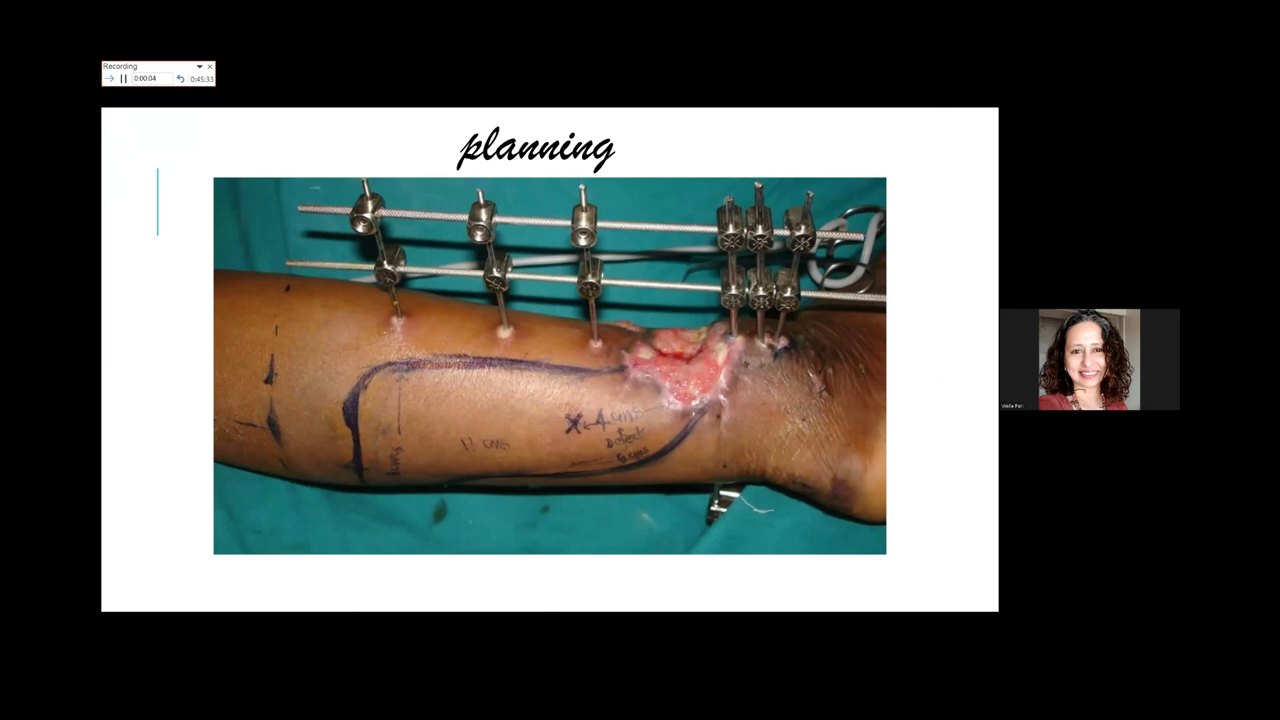 Recording
0:00:04
0:45:33
planning
X 4 cms
Defect
11 cms